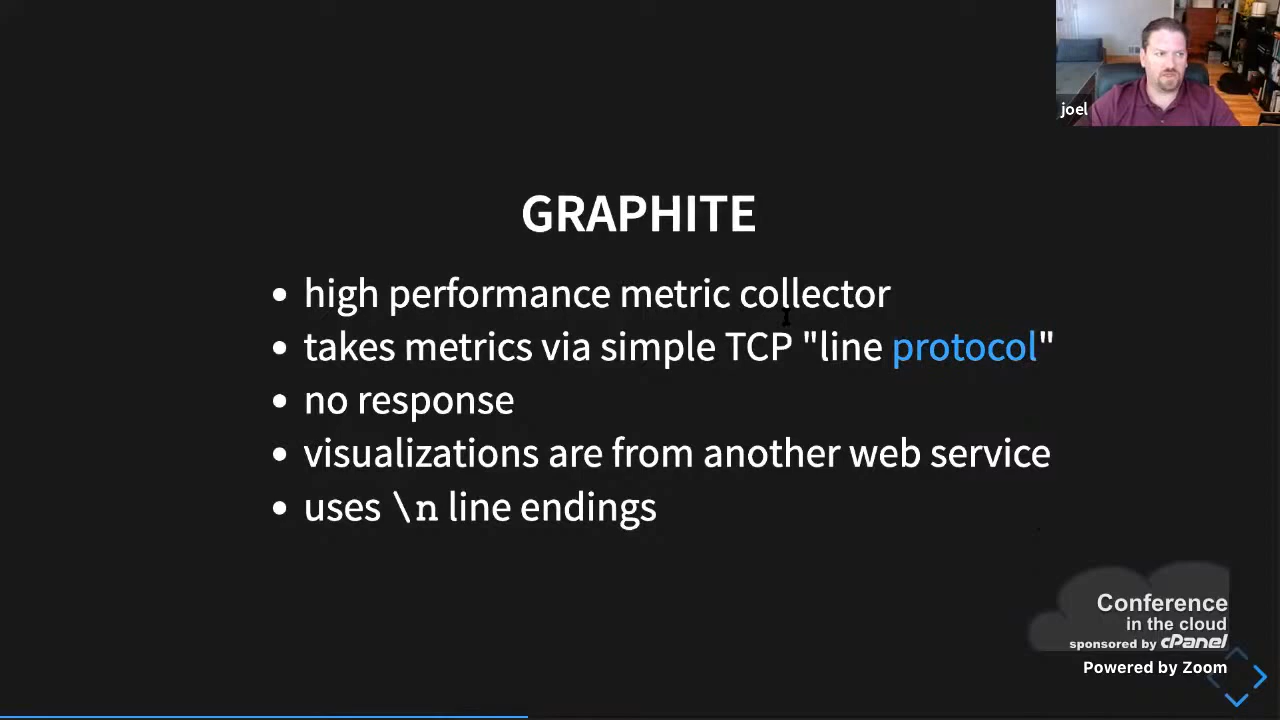 joel
GRAPHITE
• high performance metric collector
• takes metrics via simple TCP "line protocol"
• no response
• visualizations are from another web service
• uses \n line endings
Conference
in the cloud
sponsored by cPanel
Powered by Zoom